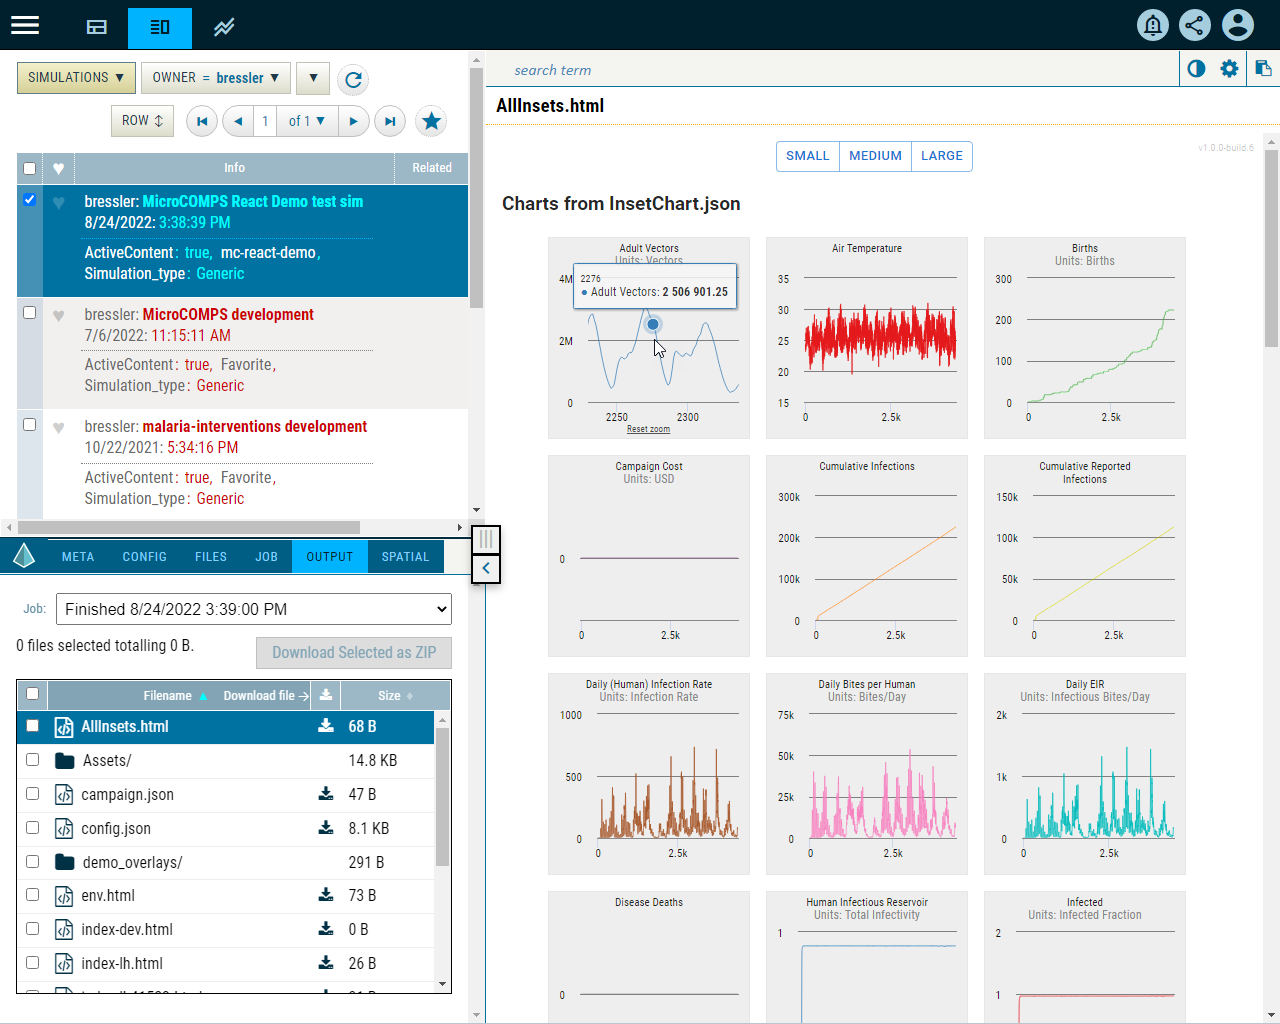 SIMULATIONS ▼
OWNER = bressler ▼
▼
ROW
1
of 1 ▼
Info
Related
bressler: MicroCOMPS React Demo test sim
8/24/2022: 3:38:39 PM
ActiveContent: true, mc-react-demo,
Simulation_type: Generic
bressler: MicroCOMPS development
7/6/2022: 11:15:11 AM
ActiveContent: true, Favorite,
Simulation_type: Generic
bressler: malaria-interventions development
10/22/2021: 5:34:16 PM
ActiveContent: true, Favorite,
Simulation_type: Generic
META
CONFIG
FILES
JOB
OUTPUT
SPATIAL
Job:
Finished 8/24/2022 3:39:00 PM
0 files selected totalling 0 B.
Download Selected as ZIP
Filename ▲
Download file →
Size
AllInsets.html 68 B
Assets/ 14.8 KB
campaign.json 47 B
config.json 8.1 KB
demo_overlays/ 291 B
env.html 73 B
index-dev.html 0 B
index-lh.html 26 B
search term
AllInsets.html
SMALL
MEDIUM
LARGE
v1.0.0-build.6
Charts from InsetChart.json
Adult Vectors
Units: Vectors
2276
● Adult Vectors: 2 506 901.25
4M
2M
0
2250
2300
Reset zoom
Air Temperature
35
30
25
20
15
0
2.5k
Births
Units: Births
300
200
100
0
0
2.5k
Campaign Cost
Units: USD
0
0
2.5k
Cumulative Infections
300k
200k
100k
0
0
2.5k
Cumulative Reported
Infections
150k
100k
50k
0
0
2.5k
Daily (Human) Infection Rate
Units: Infection Rate
1000
500
0
0
2.5k
Daily Bites per Human
Units: Bites/Day
75k
50k
25k
0
0
2.5k
Daily EIR
Units: Infectious Bites/Day
2k
1k
0
0
2.5k
Disease Deaths
0
Human Infectious Reservoir
Units: Total Infectivity
1
Infected
Units: Infected Fraction
2
1